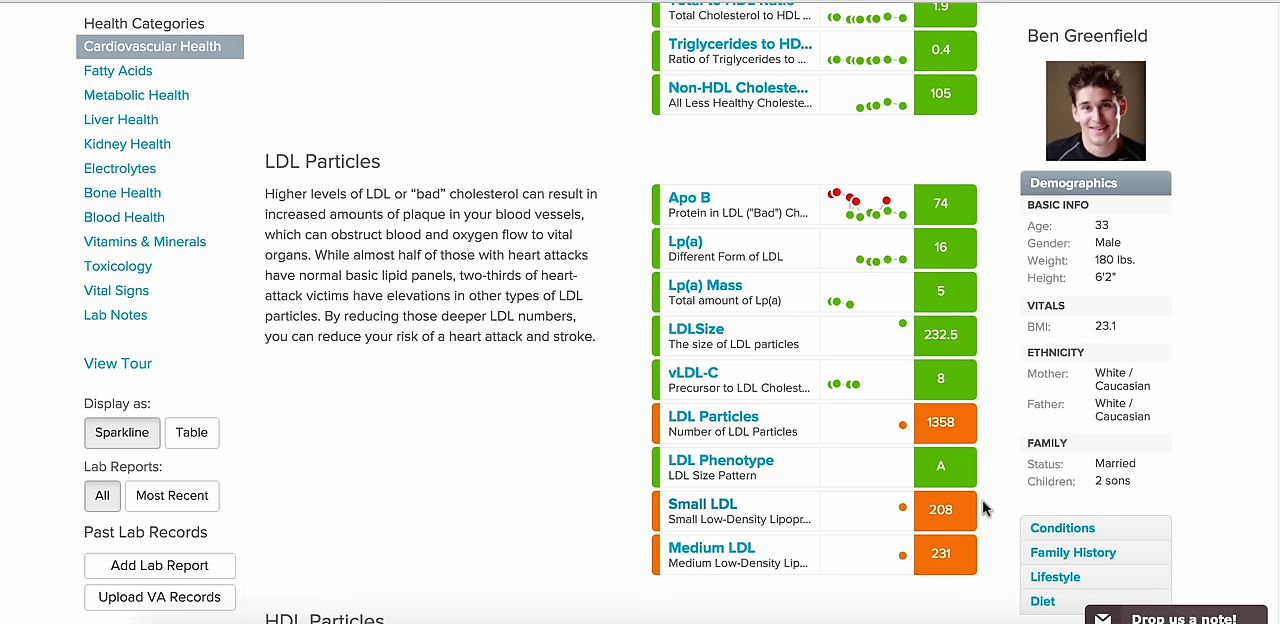 Health Categories
Cardiovascular Health
Fatty Acids
Metabolic Health
Liver Health
Kidney Health
Electrolytes
Bone Health
Blood Health
Vitamins & Minerals
Toxicology
Vital Signs
Lab Notes
View Tour
Display as:
Sparkline Table
Lab Reports:
All Most Recent
Past Lab Records
Add Lab Report
Upload VA Records
LDL Particles
Higher levels of LDL or “bad” cholesterol can result in
increased amounts of plaque in your blood vessels,
which can obstruct blood and oxygen flow to vital
organs. While almost half of those with heart attacks
have normal basic lipid panels, two-thirds of heart-
attack victims have elevations in other types of LDL
particles. By reducing those deeper LDL numbers,
you can reduce your risk of a heart attack and stroke.
HDL Particles
Total to HDL Ratio 1.9
Total Cholesterol to HDL ...
Triglycerides to HD... 0.4
Ratio of Triglycerides to ...
Non-HDL Choleste... 105
All Less Healthy Choleste...
Apo B 74
Protein in LDL ("Bad") Ch...
Lp(a) 16
Different Form of LDL
Lp(a) Mass 5
Total amount of Lp(a)
LDLSize 232.5
The size of LDL particles
vLDL-C 8
Precursor to LDL Cholest...
LDL Particles 1358
Number of LDL Particles
LDL Phenotype A
LDL Size Pattern
Small LDL 208
Small Low-Density Lipopr...
Medium LDL 231
Medium Low-Density Lip...
Ben Greenfield
Demographics
BASIC INFO
Age: 33
Gender: Male
Weight: 180 lbs.
Height: 6'2"
VITALS
BMI: 23.1
ETHNICITY
Mother: White /
Caucasian
Father: White /
Caucasian
FAMILY
Status: Married
Children: 2 sons
Conditions
Family History
Lifestyle
Diet
Drop us a note!